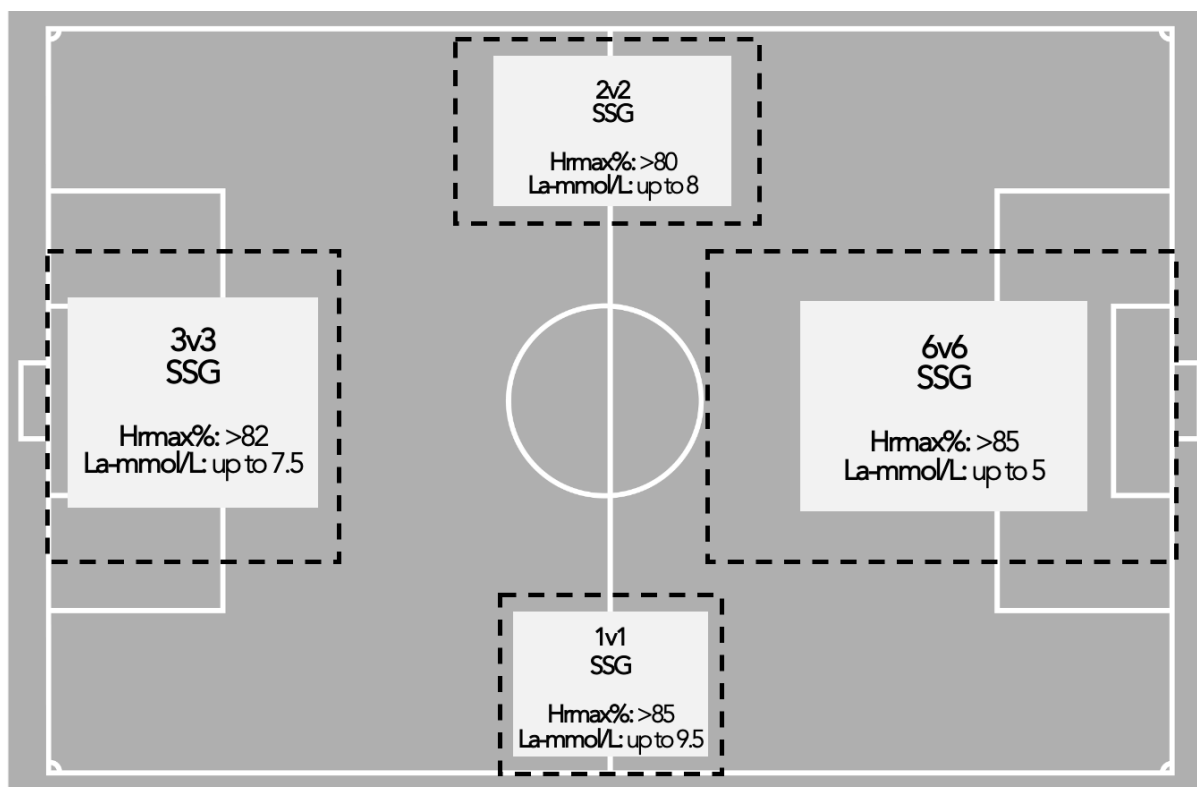 2v2
SSG
Hrmax%: >80
La-mmol/L: up to 8
3v3
SSG
Hrmax%: >82
La-mmol/L: up to 7.5
6v6
SSG
Hrmax%: >85
La-mmol/L: up to 5
1v1
SSG
Hrmax%: >85
La-mmol/L: up to 9.5